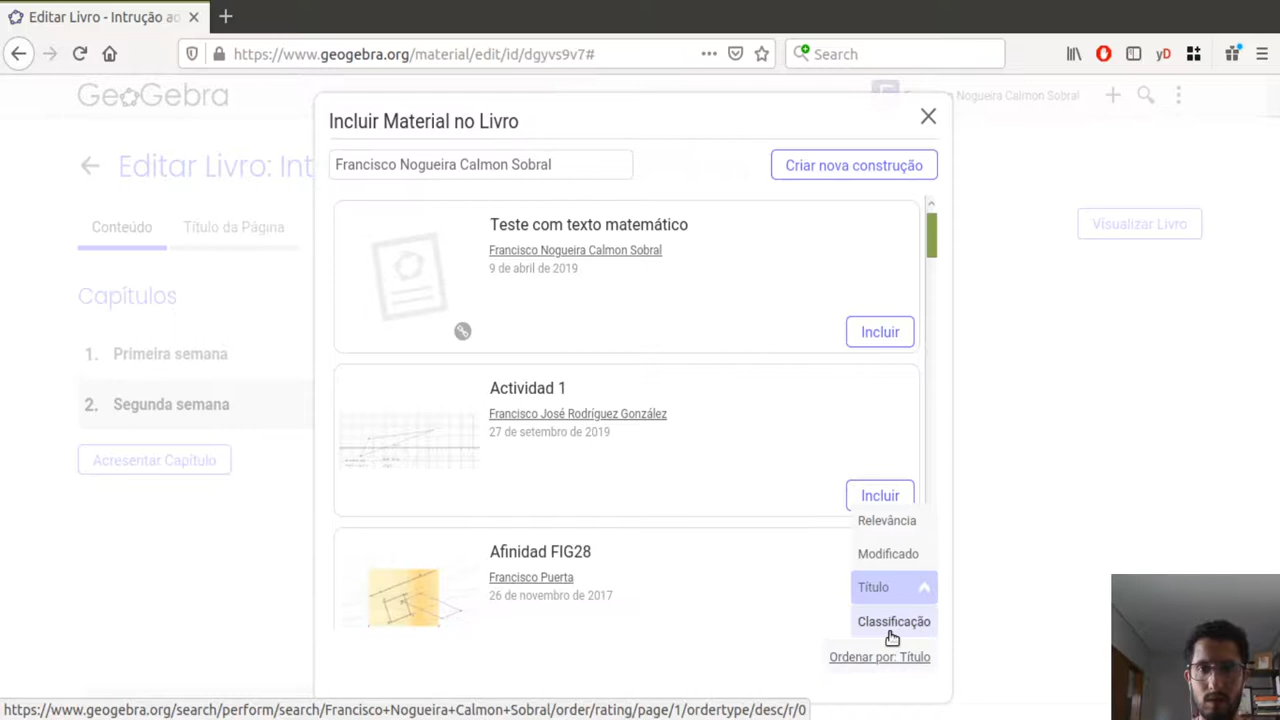 Editar Livro - Intrução ao
https://www.geogebra.org/material/edit/id/dgyvs9v7#
Search
yD
GeoGebra
Nogueira Calmon Sobral
Incluir Material no Livro
Editar Livro: Int
Francisco Nogueira Calmon Sobral
Criar nova construção
Conteúdo
Título da Página
Visualizar Livro
Teste com texto matemático
Francisco Nogueira Calmon Sobral
9 de abril de 2019
Incluir
Capítulos
1. Primeira semana
2. Segunda semana
Acresentar Capítulo
Actividad 1
Francisco José Rodríguez González
27 de setembro de 2019
Incluir
Afinidad FIG28
Francisco Puerta
26 de novembro de 2017
Relevância
Modificado
Título
Classificação
Ordenar por: Título
https://www.geogebra.org/search/perform/search/Francisco+Nogueira+Calmon+Sobral/order/rating/page/1/ordertype/desc/r/0